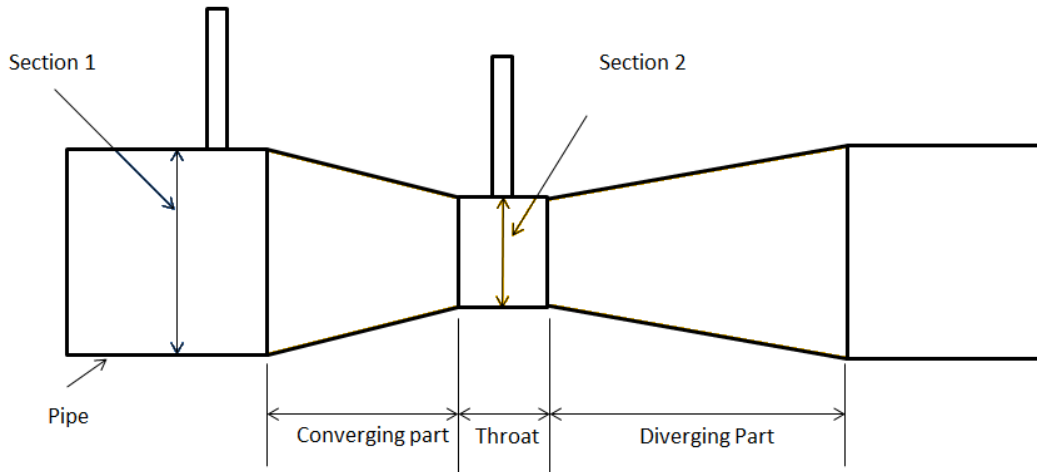 Section 1
Section 2
Pipe
Converging part
Throat
Diverging Part